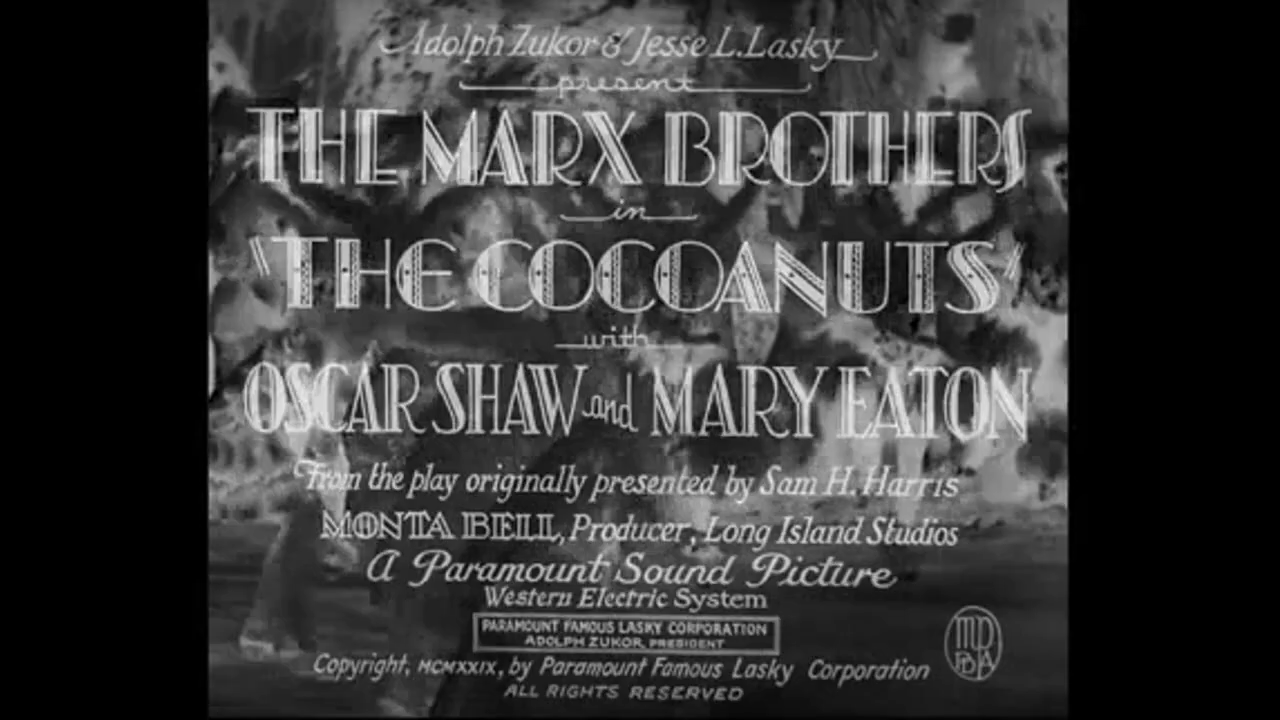 Adolph Zukor & Jesse L. Lasky
present
THE MARX BROTHERS
in
"THE COCOANUTS"
with
OSCAR SHAW and MARY EATON
From the play originally presented by Sam H. Harris
MONTA BELL, Producer, Long Island Studios
A Paramount Sound Picture
Western Electric System
PARAMOUNT FAMOUS LASKY CORPORATION
ADOLPH ZUKOR, PRESIDENT
Copyright, MCMXXIX, by Paramount Famous Lasky Corporation
ALL RIGHTS RESERVED
MP
PDA